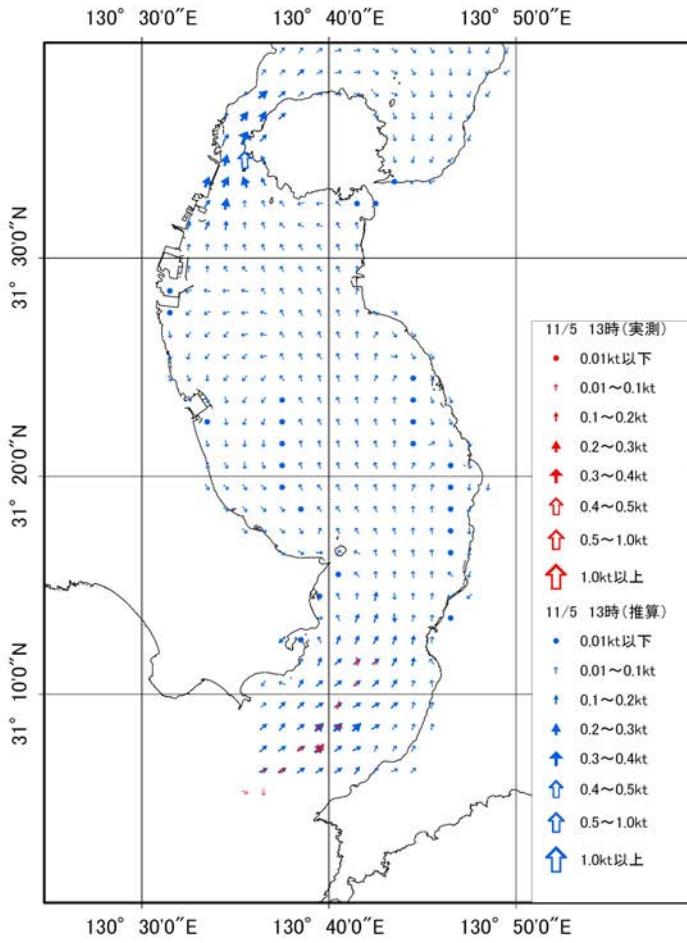 130° 30'0"E 130° 40'0"E 130° 50'0"E
31° 30'0"N
31° 20'0"N
31° 10'0"N
11/5 13時(実測)
0.01kt以下
0.01～0.1kt
0.1～0.2kt
0.2～0.3kt
0.3～0.4kt
0.4～0.5kt
0.5～1.0kt
1.0kt以上
11/5 13時(推算)
0.01kt以下
0.01～0.1kt
0.1～0.2kt
0.2～0.3kt
0.3～0.4kt
0.4～0.5kt
0.5～1.0kt
1.0kt以上
130° 30'0"E 130° 40'0"E 130° 50'0"E